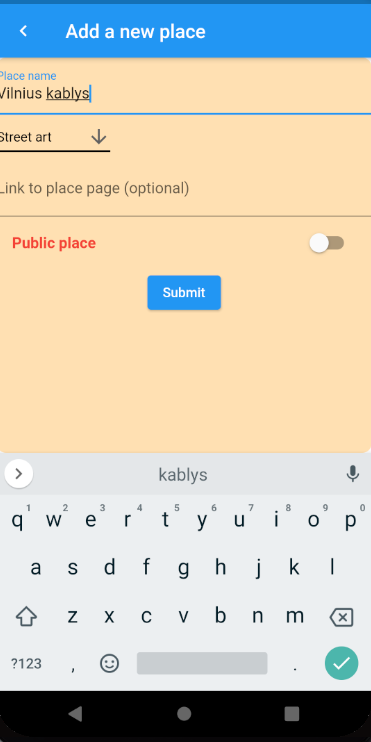 Add a new place
Place name
Vilnius kablys
Street art
Link to place page (optional)
Public place
Submit
kablys
q 1 w 2 e 3 r 4 t 5 y 6 u 7 i 8 o 9 p 0
a s d f g h j k l
z x c v b n m
?123 , .